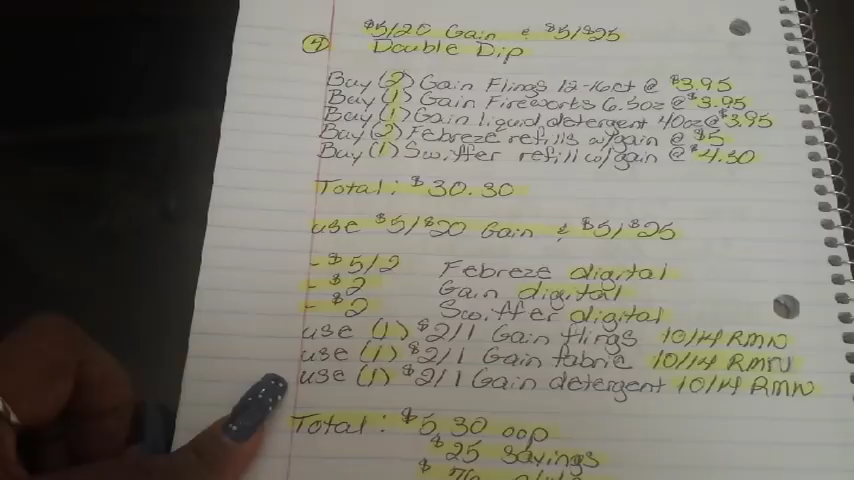 $5/20 Gain & $5/$25
4 Double Dip
Buy (2) Gain Flings 12-16ct @ $3.95
Buy (1) Gain Fireworks 6.5oz @ $3.95
Buy (1) Gain liquid detergent 40oz @ $3.95
Buy (2) Febreze refills w/gain @ $5
Buy (1) Swiffer refill w/gain @ $4.50
Total: $30.30
use $5/$20 Gain & $5/$25
- $5/2 Febreze digital
- $2 Gain digital
- $2 Swiffer digital
use (1) $2/1 Gain flings 10/14 RMN
use (1) $2/1 Gain fabric 10/14 RMN
use (1) $2/1 Gain detergent 10/14 RMN
Total: $5.30 oop
$25 savings